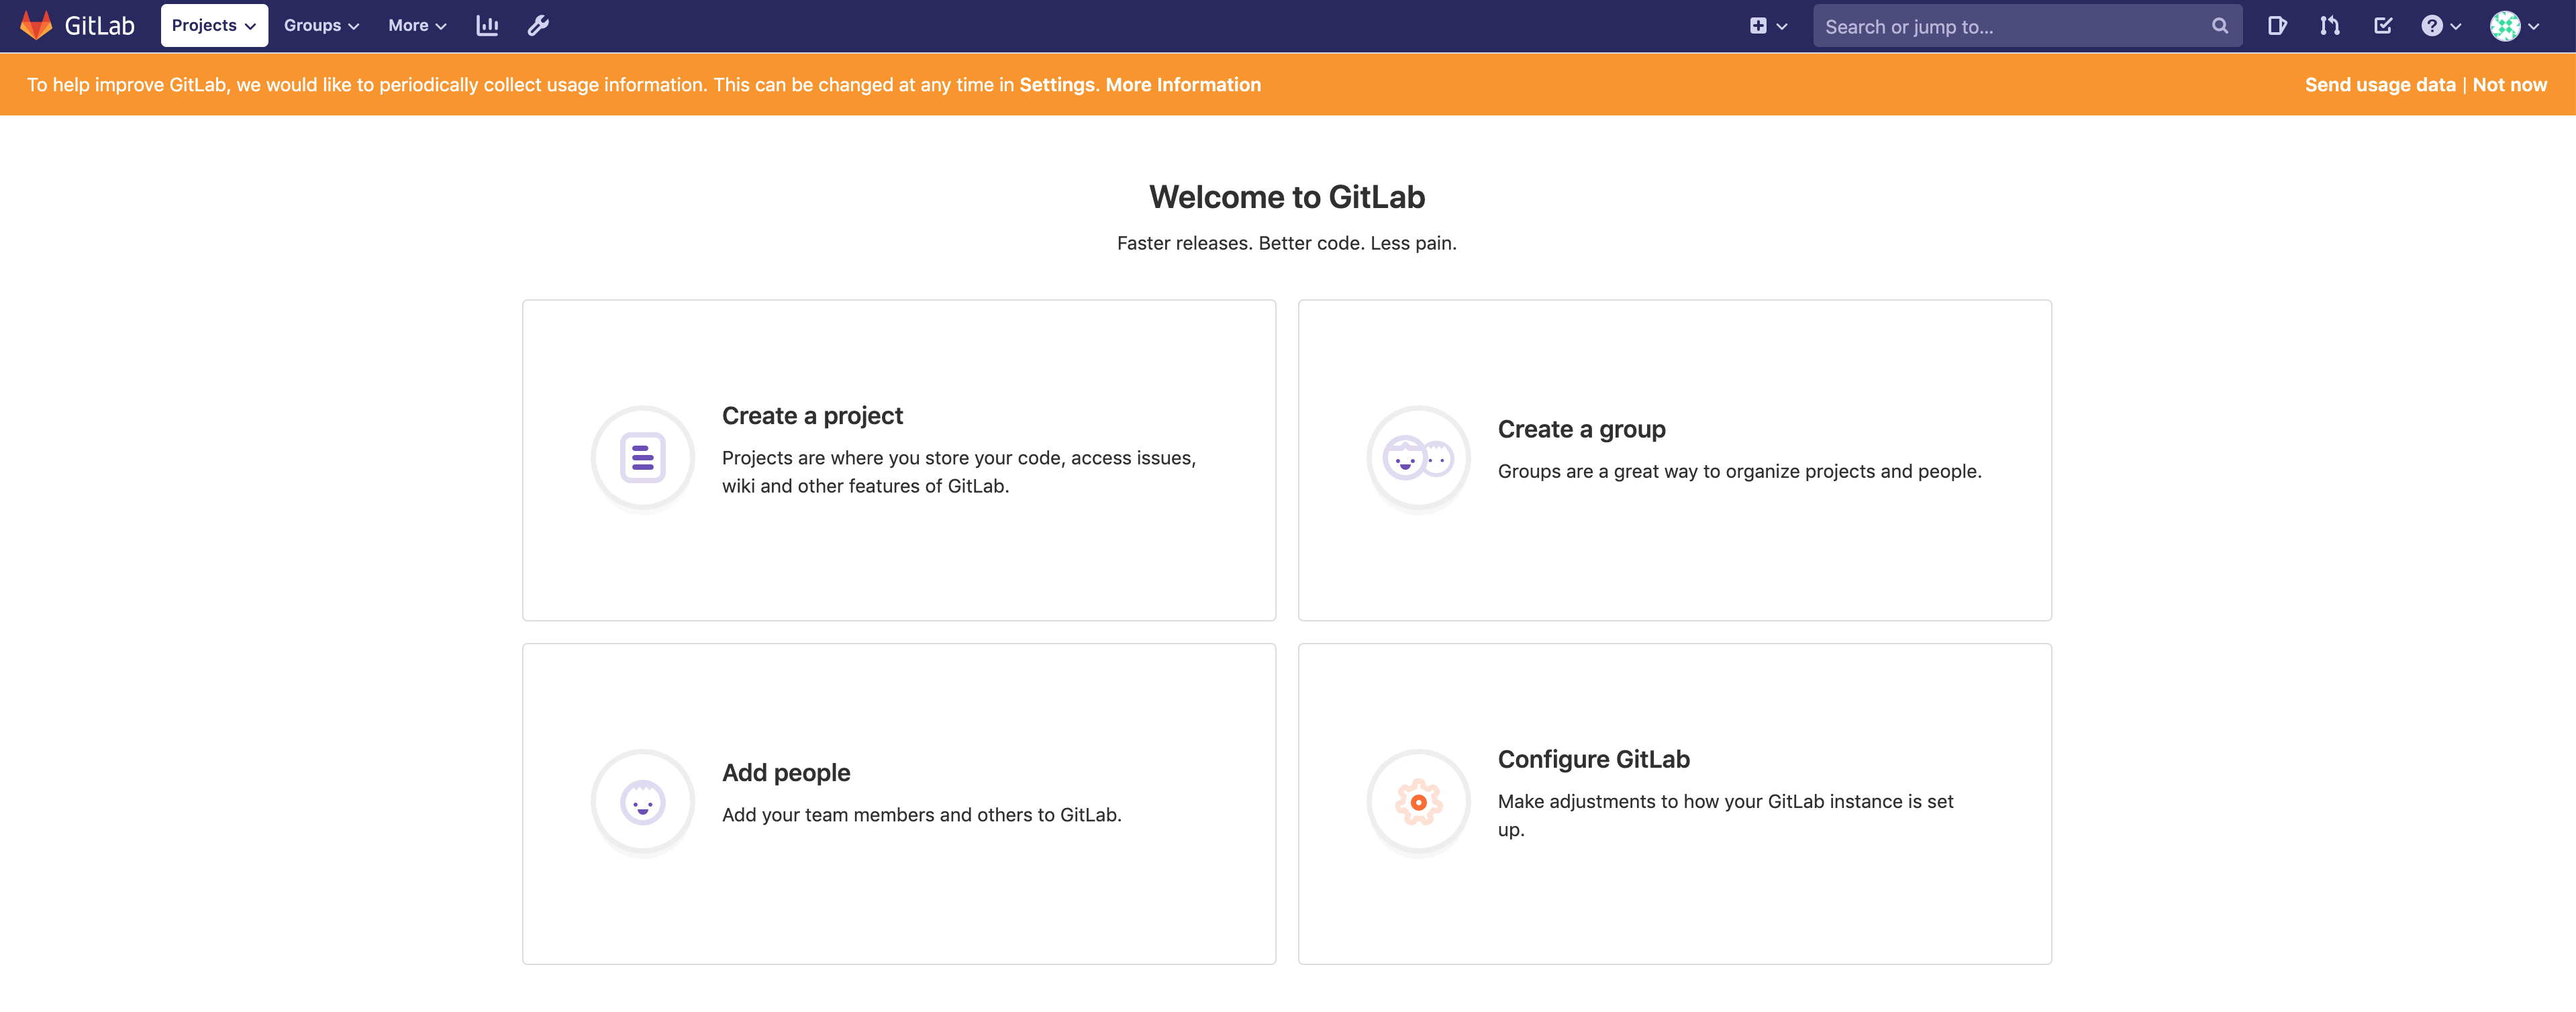 GitLab Projects Groups More Search or jump to...
To help improve GitLab, we would like to periodically collect usage information. This can be changed at any time in Settings. More Information Send usage data | Not now
Welcome to GitLab
Faster releases. Better code. Less pain.
Create a project
Projects are where you store your code, access issues,
wiki and other features of GitLab.
Create a group
Groups are a great way to organize projects and people.
Add people
Add your team members and others to GitLab.
Configure GitLab
Make adjustments to how your GitLab instance is set
up.